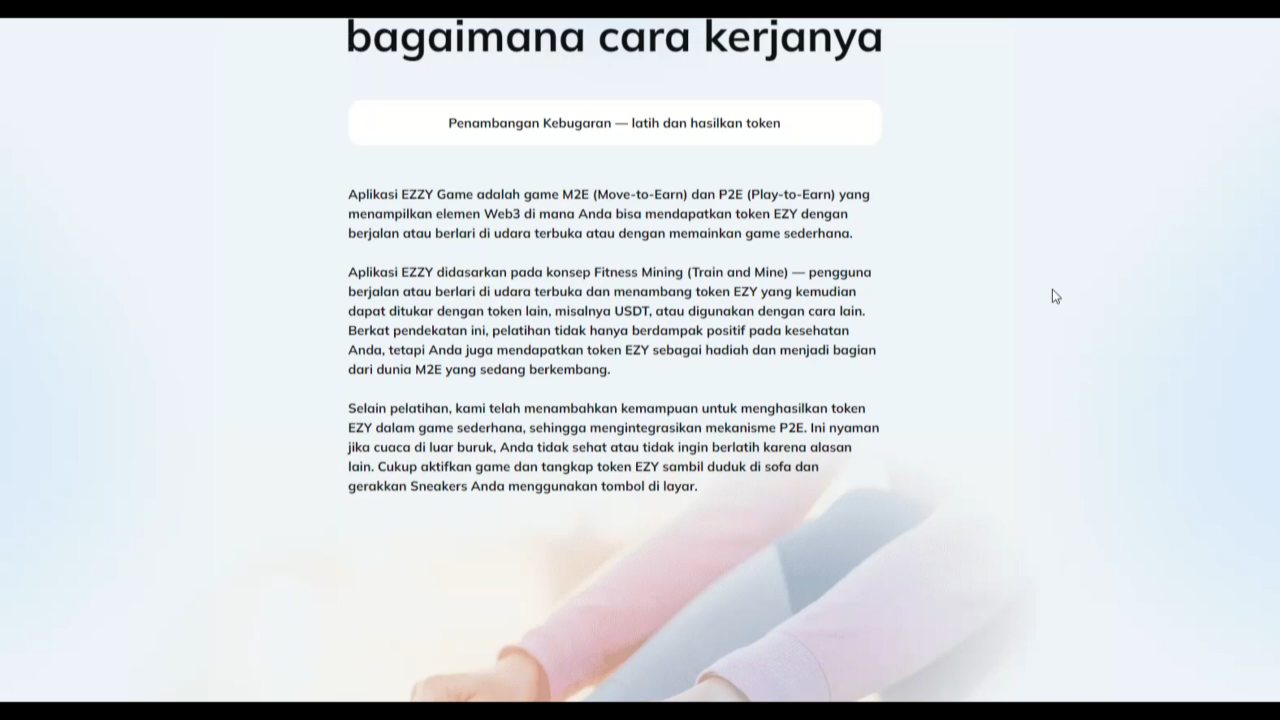 bagaimana cara kerjanya
Penambangan Kebugaran — latih dan hasilkan token
Aplikasi EZZY Game adalah game M2E (Move-to-Earn) dan P2E (Play-to-Earn) yang
menampilkan elemen Web3 di mana Anda bisa mendapatkan token EZY dengan
berjalan atau berlari di udara terbuka atau dengan memainkan game sederhana.
Aplikasi EZZY didasarkan pada konsep Fitness Mining (Train and Mine) — pengguna
berjalan atau berlari di udara terbuka dan menambang token EZY yang kemudian
dapat ditukar dengan token lain, misalnya USDT, atau digunakan dengan cara lain.
Berkat pendekatan ini, pelatihan tidak hanya berdampak positif pada kesehatan
Anda, tetapi Anda juga mendapatkan token EZY sebagai hadiah dan menjadi bagian
dari dunia M2E yang sedang berkembang.
Selain pelatihan, kami telah menambahkan kemampuan untuk menghasilkan token
EZY dalam game sederhana, sehingga mengintegrasikan mekanisme P2E. Ini nyaman
jika cuaca di luar buruk, Anda tidak sehat atau tidak ingin berlatih karena alasan
lain. Cukup aktifkan game dan tangkap token EZY sambil duduk di sofa dan
gerakkan Sneakers Anda menggunakan tombol di layar.